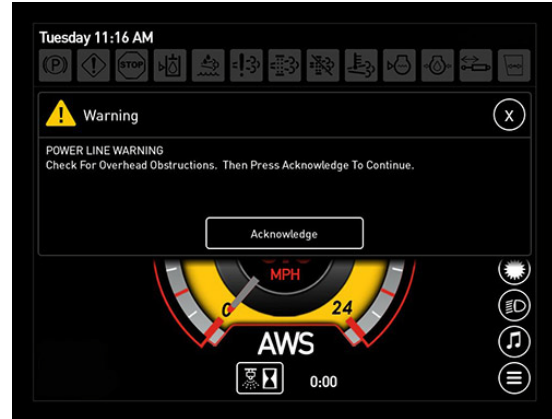 Tuesday 11:16 AM
(P)
STOP
Warning
X
POWER LINE WARNING
Check For Overhead Obstructions. Then Press Acknowledge To Continue.
Acknowledge
MPH
0
24
AWS
0:00